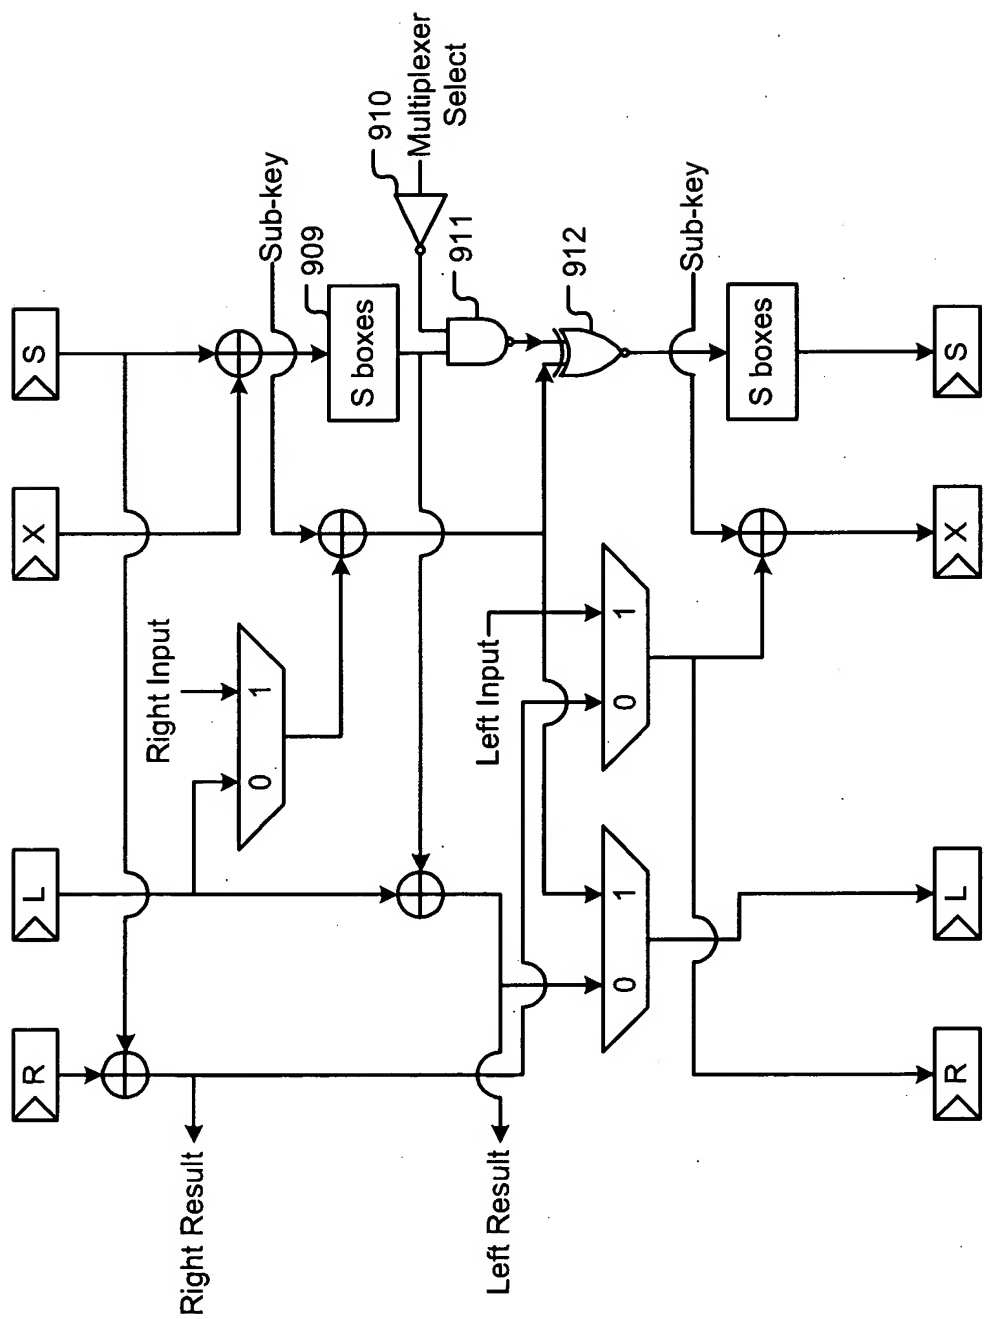 R
L
X
S
Right Input
0
1
Sub-key
909
S boxes
910
Multiplexer
Select
911
912
Right Result
Left Result
Left Input
0
1
0
1
Sub-key
S boxes
R
L
X
S